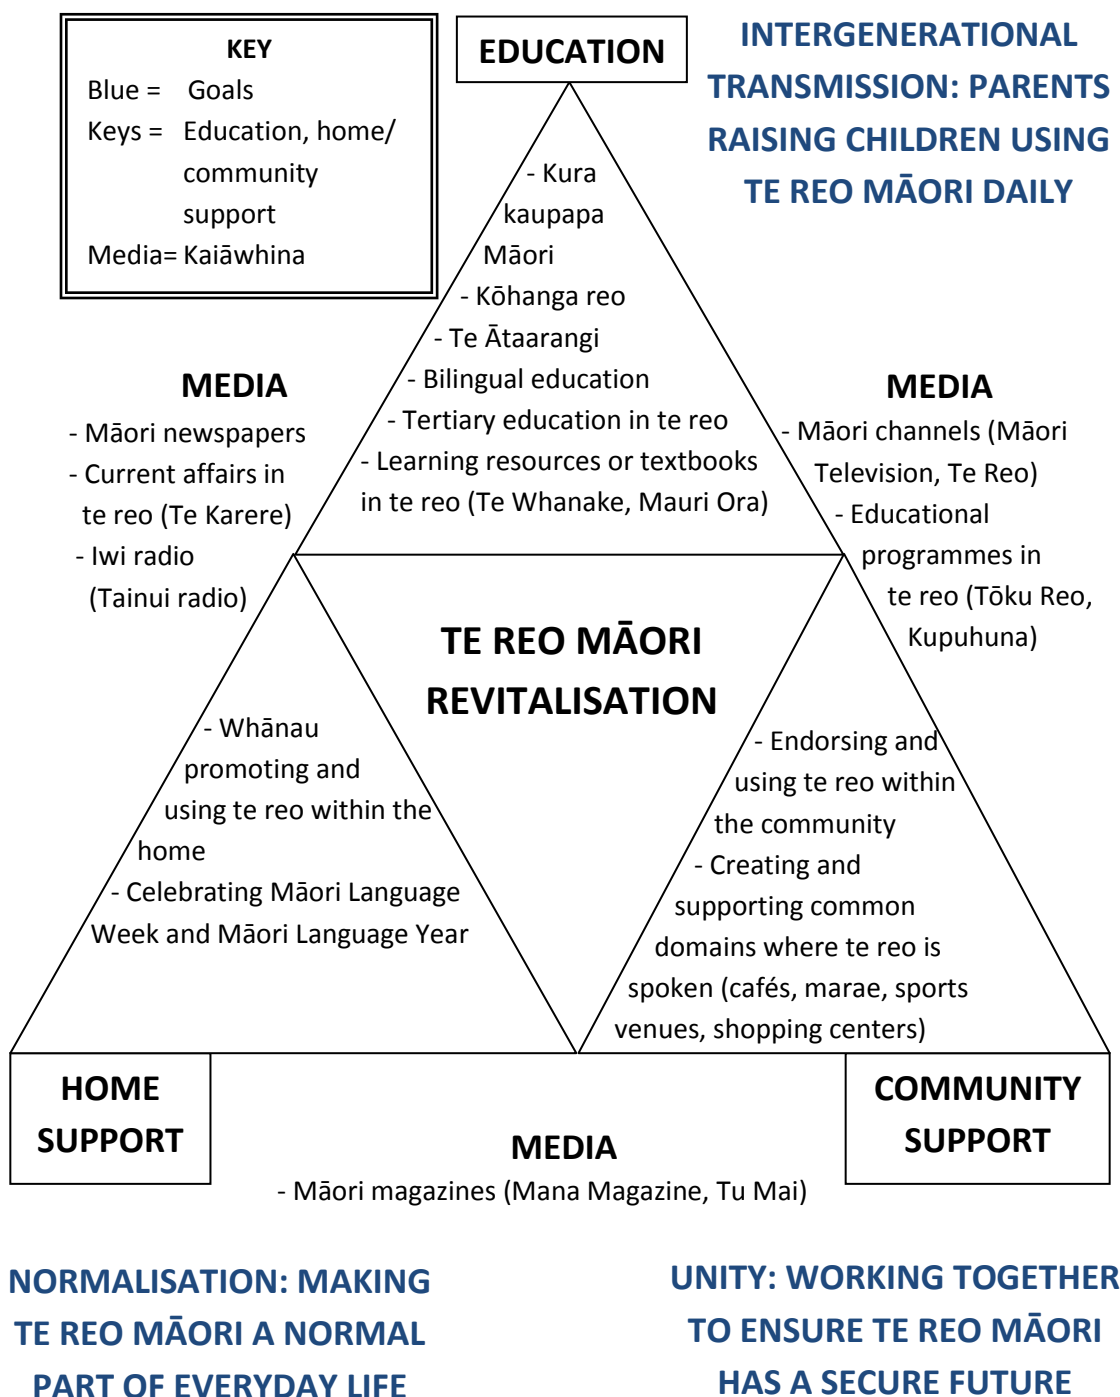 KEY
Blue = Goals
Keys = Education, home/
community
support
Media= Kaiāwhina
EDUCATION
INTERGENERATIONAL
TRANSMISSION: PARENTS
RAISING CHILDREN USING
TE REO MĀORI DAILY
- Kura
kaupapa
Māori
- Kōhanga reo
- Te Ātaarangi
- Bilingual education
- Tertiary education in te reo
- Learning resources or textbooks
in te reo (Te Whanake, Mauri Ora)
MEDIA
- Māori newspapers
- Current affairs in
te reo (Te Karere)
- Iwi radio
(Tainui radio)
MEDIA
- Māori channels (Māori
Television, Te Reo)
- Educational
programmes in
te reo (Tōku Reo,
Kupuhuna)
TE REO MĀORI
REVITALISATION
- Whānau
promoting and
using te reo within the
home
- Celebrating Māori Language
Week and Māori Language Year
- Endorsing and
using te reo within
the community
- Creating and
supporting common
domains where te reo is
spoken (cafés, marae, sports
venues, shopping centers)
HOME
SUPPORT
COMMUNITY
SUPPORT
MEDIA
- Māori magazines (Mana Magazine, Tu Mai)
NORMALISATION: MAKING
TE REO MĀORI A NORMAL
PART OF EVERYDAY LIFE
UNITY: WORKING TOGETHER
TO ENSURE TE REO MĀORI
HAS A SECURE FUTURE